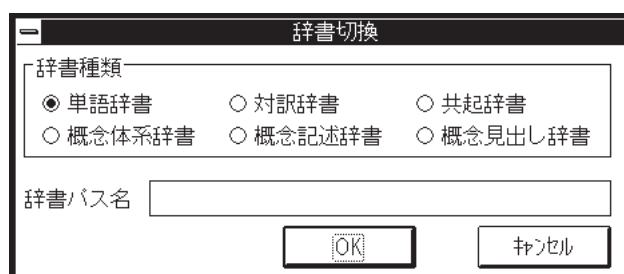 辞書切換
辞書種類
単語辞書 対訳辞書 共起辞書
概念体系辞書 概念記述辞書 概念見出し辞書
辞書パス名
OK ｷｬﾝｾﾙ